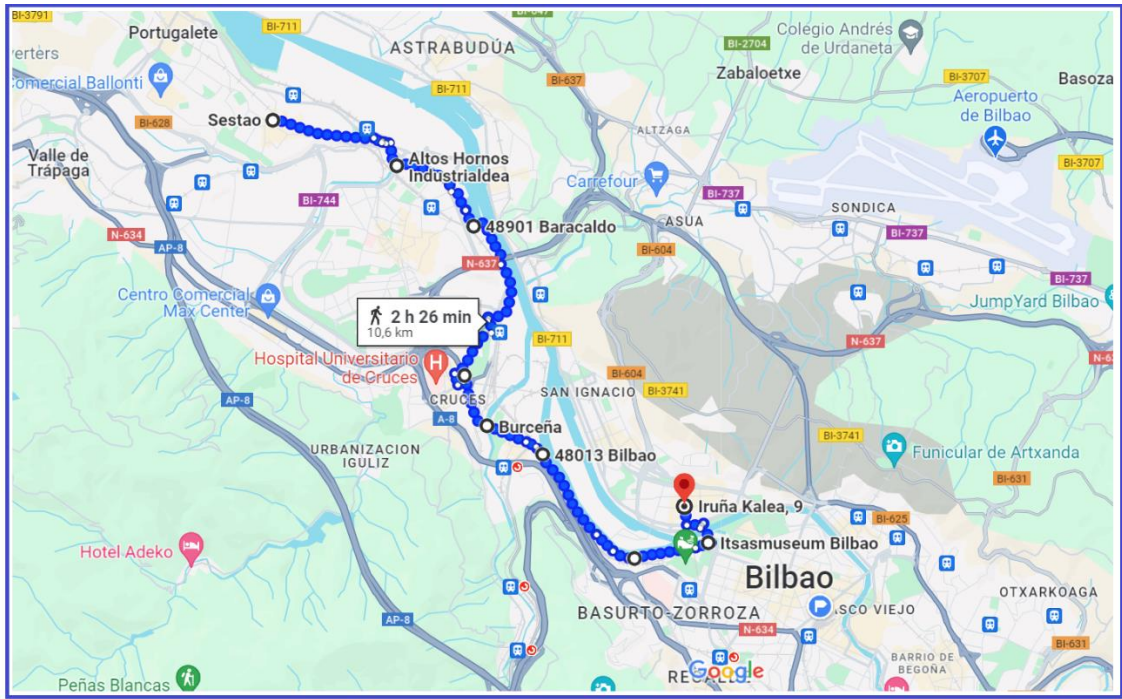 BI-3791
BI-711
BI-647
Portugalete
ASTRABUDÚA
Colegio Andrés
de Urdaneta
BI-2704
verters
BI-711
BI-637
Zabaloetxe
BI-3707
Basoza
omercial Ballonti
Aeropuerto
de Bilbao
Sestao
BI-628
ALTZAGA
Valle de
Trápaga
Altos Hornos
Industrialdea
BI-3707
Carrefour
BI-737
BI-744
SONDICA
ASUA
48901 Baracaldo
N-634
AP-8
BI-737
BI-604
N-637
BI-737
Centro Comercial
Max Center
JumpYard Bilbao
2 h 26 min
10,6 km
BI-711
N-637
Hospital Universitario
de Cruces
H
BI-604
AP-8
CRUCES
SAN IGNACIO
BI-3741
A-8
Burceña
BI-3741
URBANIZACION
IGULIZ
48013 Bilbao
Funicular de Artxanda
BI-631
Iruña Kalea, 9
BI-625
Itsasmuseum Bilbao
Hotel Adeko
Bilbao
OTXARKOAGA
AP-8
BASURTO-ZORROZA
P
ASCO VIEJO
N-634
BI-631
BARRIO DE
BEGOÑA
Google
Peñas Blancas